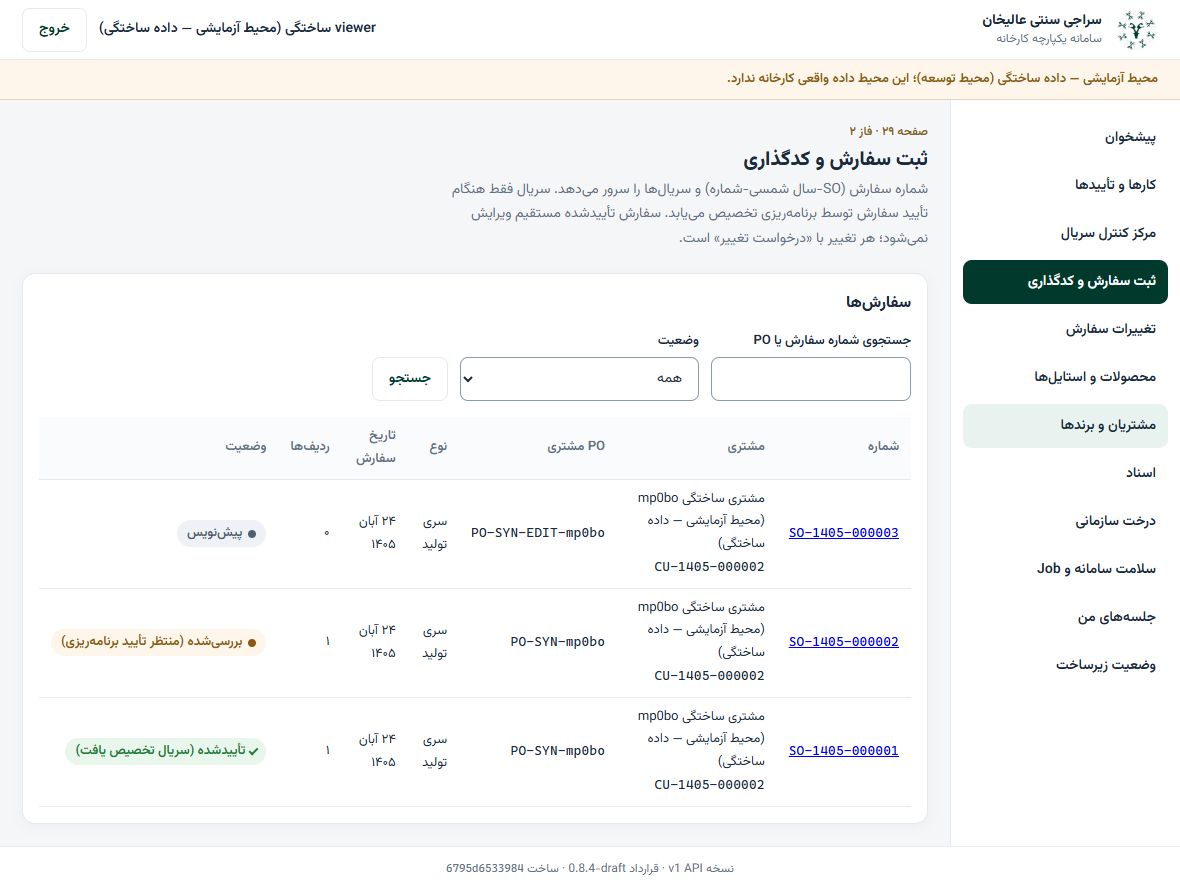 سراجی سنتی عالیخان
سامانه یکپارچه کارخانه
viewer ساختگی (محیط آزمایشی — داده ساختگی)
خروج
محیط آزمایشی — داده ساختگی (محیط توسعه)؛ این محیط داده واقعی کارخانه ندارد.
پیشخوان
کارها و تأییدها
مرکز کنترل سریال
ثبت سفارش و کدگذاری
تغییرات سفارش
محصولات و استایل‌ها
مشتریان و برندها
اسناد
درخت سازمانی
سلامت سامانه و Job
جلسه‌های من
وضعیت زیرساخت
صفحه ۲۹ · فاز ۲
ثبت سفارش و کدگذاری
شماره سفارش (SO-سال شمسی-شماره) و سریال‌ها را سرور می‌دهد. سریال فقط هنگام
تأیید سفارش توسط برنامه‌ریزی تخصیص می‌یابد. سفارش تأییدشده مستقیم ویرایش
نمی‌شود؛ هر تغییر با «درخواست تغییر» است.
سفارش‌ها
جستجوی شماره سفارش یا PO
وضعیت
همه
جستجو
شماره
مشتری
PO مشتری
نوع
تاریخ
سفارش
ردیف‌ها
وضعیت
SO-1405-000003
مشتری ساختگی mp0bo
(محیط آزمایشی — داده
ساختگی)
CU-1405-000002
PO-SYN-EDIT-mp0bo
سری
تولید
۲۴ آبان
۱۴۰۵
۰
پیش‌نویس
SO-1405-000002
مشتری ساختگی mp0bo
(محیط آزمایشی — داده
ساختگی)
CU-1405-000002
PO-SYN-mp0bo
سری
تولید
۲۴ آبان
۱۴۰۵
۱
بررسی‌شده (منتظر تأیید برنامه‌ریزی)
SO-1405-000001
مشتری ساختگی mp0bo
(محیط آزمایشی — داده
ساختگی)
CU-1405-000002
PO-SYN-mp0bo
سری
تولید
۲۴ آبان
۱۴۰۵
۱
تأییدشده (سریال تخصیص یافت)
نسخه API v1 · قرارداد 0.8.4-draft · ساخت 6795d6533984